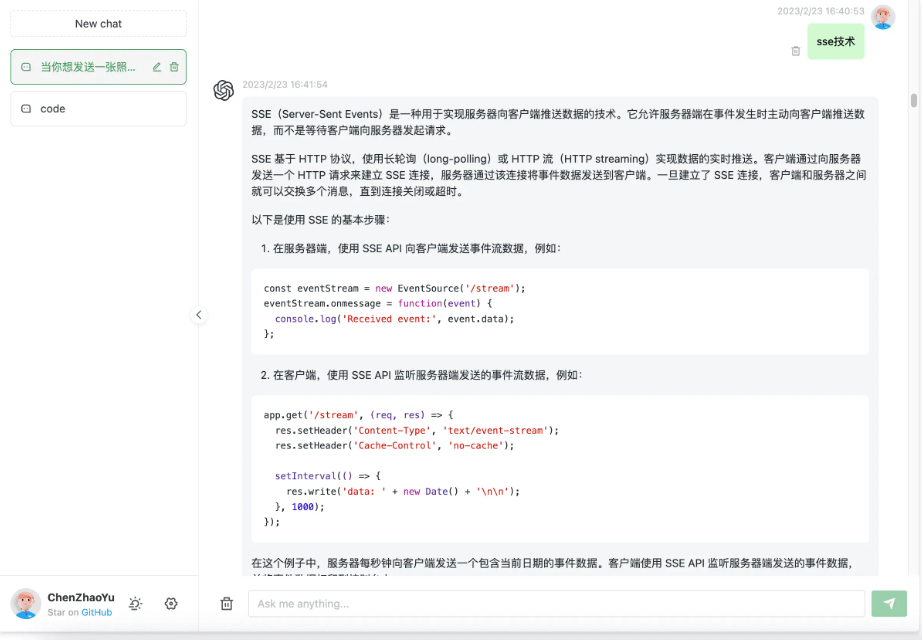 New chat
当你想发送一张照...
code
ChenZhaoYu
Star on GitHub
2023/2/23 16:40:53
sse技术
2023/2/23 16:41:54
SSE（Server-Sent Events）是一种用于实现服务器向客户端推送数据的技术。它允许服务器端在事件发生时主动向客户端推送数
据，而不是等待客户端向服务器发起请求。
SSE 基于 HTTP 协议，使用长轮询（long-polling）或 HTTP 流（HTTP streaming）实现数据的实时推送。客户端通过向服务器
发送一个 HTTP 请求来建立 SSE 连接，服务器通过该连接将事件数据发送到客户端。一旦建立了 SSE 连接，客户端和服务器之间
就可以交换多个消息，直到连接关闭或超时。
以下是使用 SSE 的基本步骤：
1. 在服务器端，使用 SSE API 向客户端发送事件流数据，例如：
const eventStream = new EventSource('/stream');
eventStream.onmessage = function(event) {
  console.log('Received event:', event.data);
};
2. 在客户端，使用 SSE API 监听服务器端发送的事件流数据，例如：
app.get('/stream', (req, res) => {
  res.setHeader('Content-Type', 'text/event-stream');
  res.setHeader('Cache-Control', 'no-cache');
  setInterval(() => {
    res.write('data: ' + new Date() + '\n\n');
  }, 1000);
});
在这个例子中，服务器每秒钟向客户端发送一个包含当前日期的事件数据。客户端使用 SSE API 监听服务器端发送的事件数据，
Ask me anything...